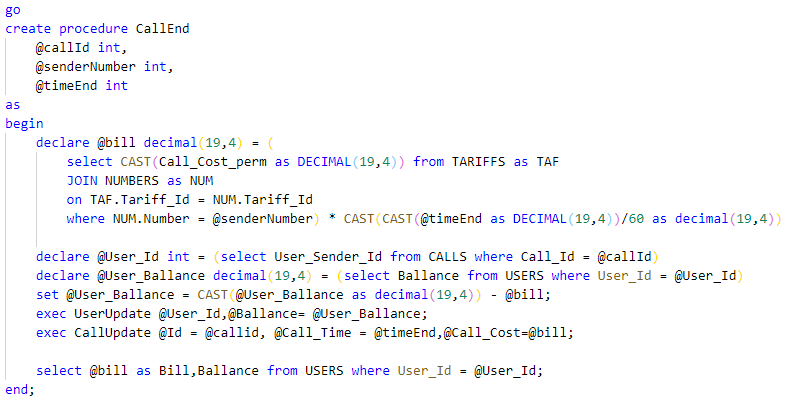 go
create procedure CallEnd
    @callId int,
    @senderNumber int,
    @timeEnd int
as
begin
    declare @bill decimal(19,4) = (
        select CAST(Call_Cost_perm as DECIMAL(19,4)) from TARIFFS as TAF
        JOIN NUMBERS as NUM
        on TAF.Tariff_Id = NUM.Tariff_Id
        where NUM.Number = @senderNumber) * CAST(CAST(@timeEnd as DECIMAL(19,4))/60 as decimal(19,4))

    declare @User_Id int = (select User_Sender_Id from CALLS where Call_Id = @callId)
    declare @User_Ballance decimal(19,4) = (select Ballance from USERS where User_Id = @User_Id)
    set @User_Ballance = CAST(@User_Ballance as decimal(19,4)) - @bill;
    exec UserUpdate @User_Id,@Ballance= @User_Ballance;
    exec CallUpdate @Id = @callid, @Call_Time = @timeEnd,@Call_Cost=@bill;

    select @bill as Bill,Ballance from USERS where User_Id = @User_Id;
end;